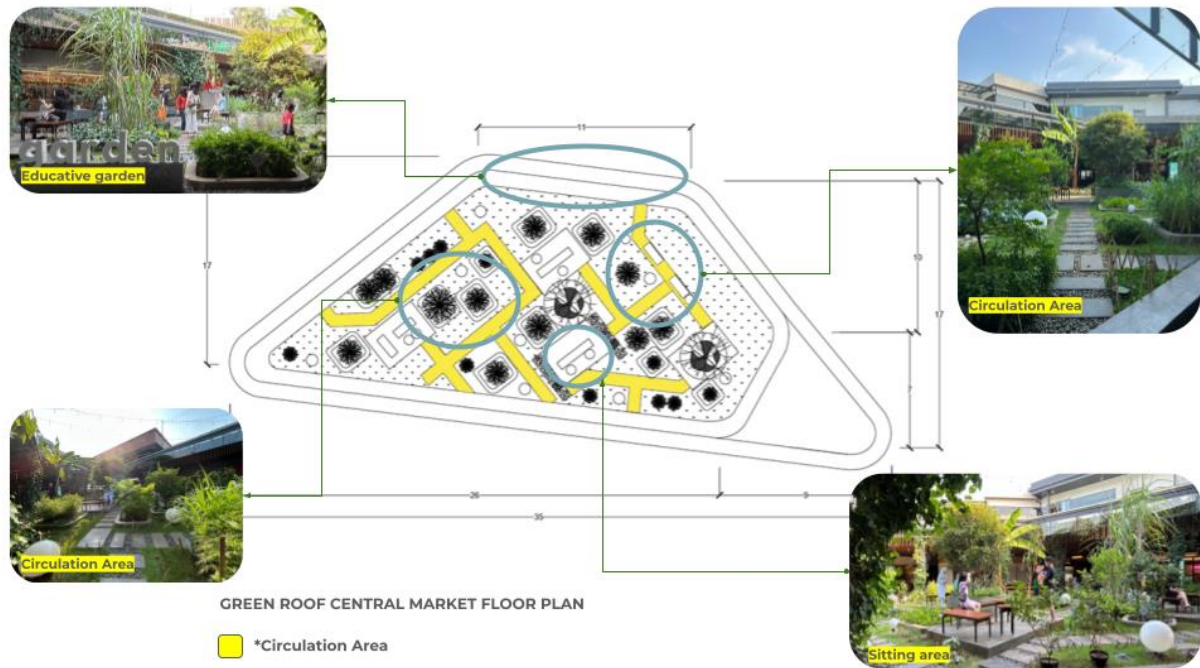 garden
Educative garden
11
Circulation Area
17
10
17
7
Circulation Area
26
9
35
GREEN ROOF CENTRAL MARKET FLOOR PLAN
*Circulation Area
Sitting area